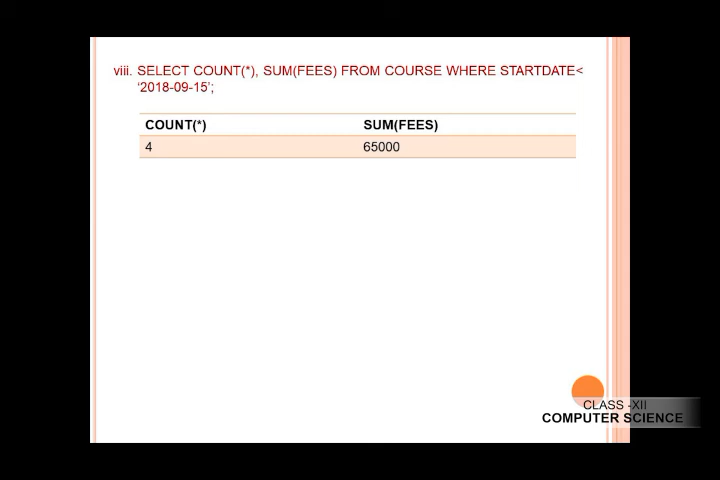 viii. SELECT COUNT(*), SUM(FEES) FROM COURSE WHERE STARTDATE<
‘2018-09-15’;
COUNT(*) SUM(FEES)
4 65000
CLASS -XII
COMPUTER SCIENCE